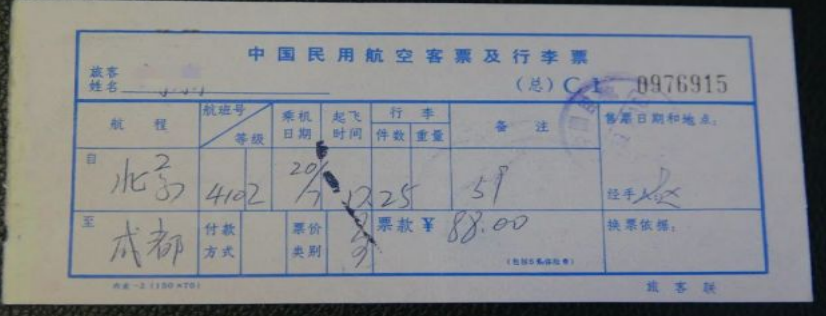 中国民用航空客票及行李票
旅客
姓名
(总) C 1 0976915
航 程 航班号 等级 乘机日期 起飞时间 行 李 件数 重量 备 注 售票日期和地点:
自 北京 4102 20/7 17.25 59 经手人
至 成都 付款方式 票价类别 票款 ¥ 88.00 换票依据:
旅 客 联